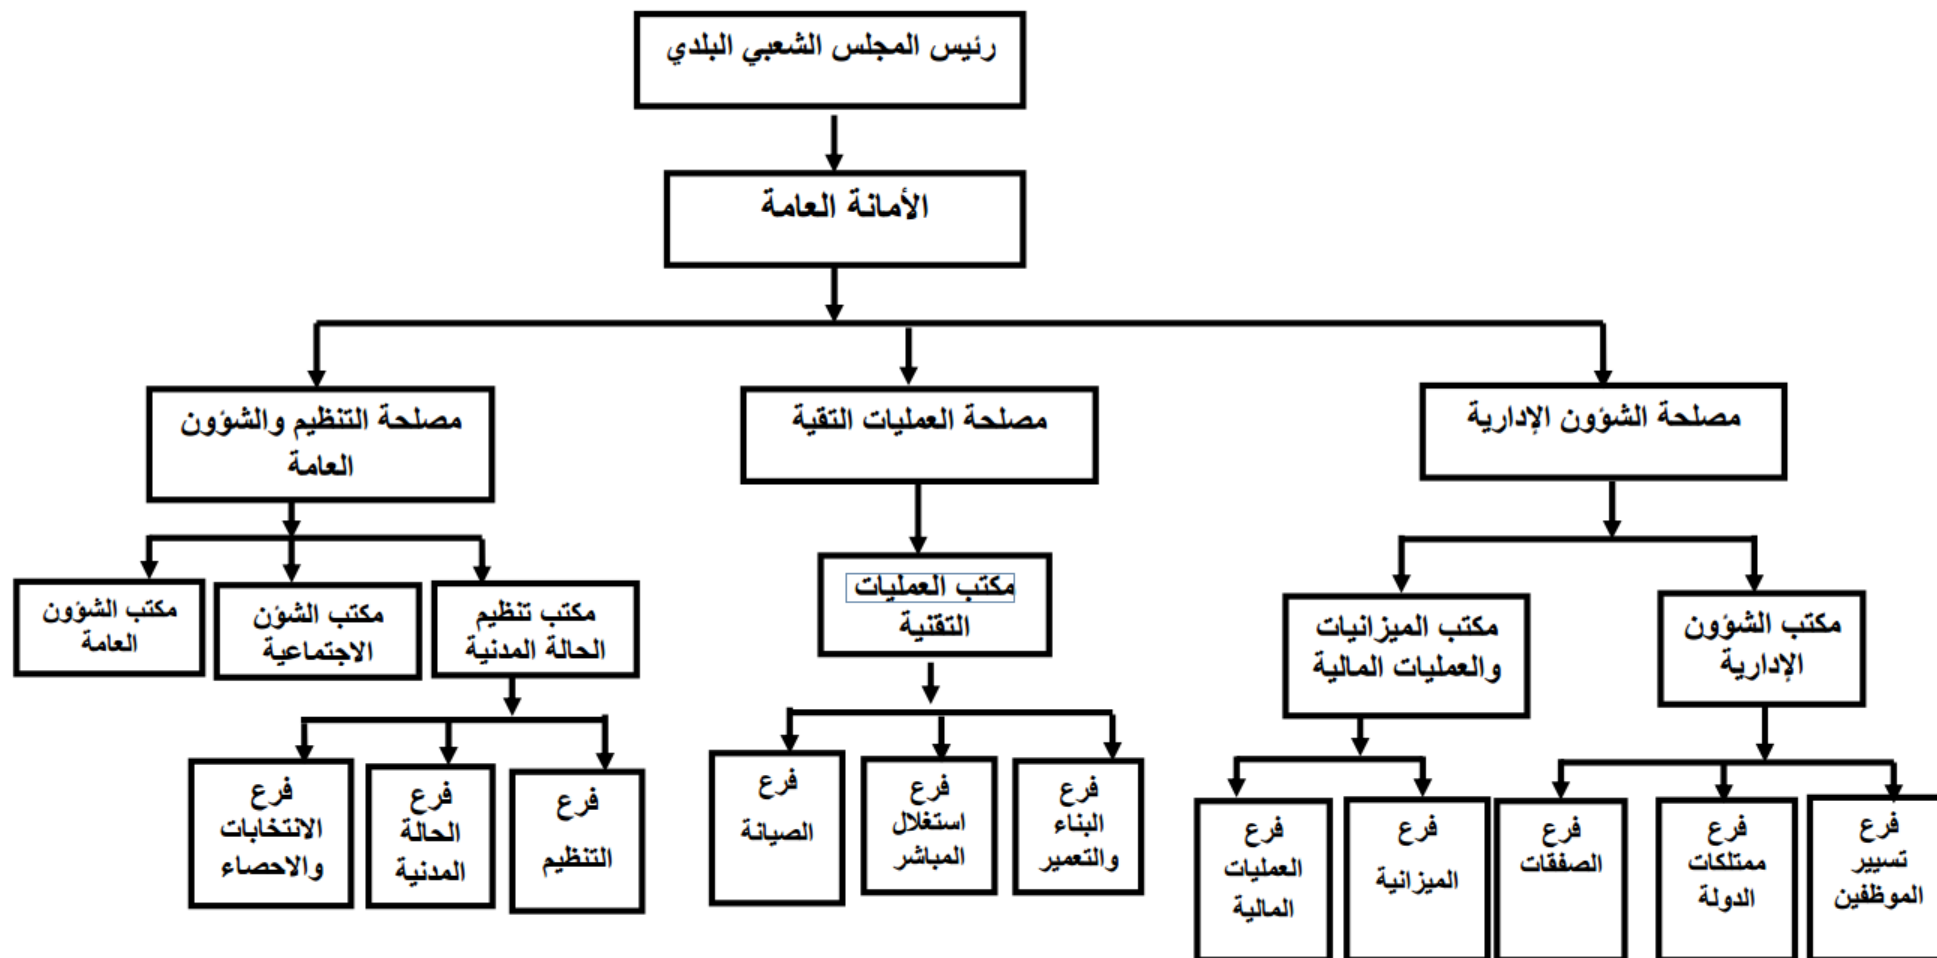 رئيس المجلس الشعبي البلدي
الأمانة العامة
مصلحة الشؤون الإدارية
مصلحة العمليات التقية
مصلحة التنظيم والشؤون
العامة
مكتب الشؤون
الإدارية
مكتب الميزانيات
والعمليات المالية
مكتب العمليات
التقنية
مكتب تنظيم
الحالة المدنية
مكتب الشؤن
الاجتماعية
مكتب الشؤون
العامة
فرع
تسيير
الموظفين
فرع
ممتلكات
الدولة
فرع
الصفقات
فرع
الميزانية
فرع
العمليات
المالية
فرع
البناء
والتعمير
فرع
استغلال
المباشر
فرع
الصيانة
فرع
التنظيم
فرع
الحالة
المدنية
فرع
الانتخابات
والاحصاء